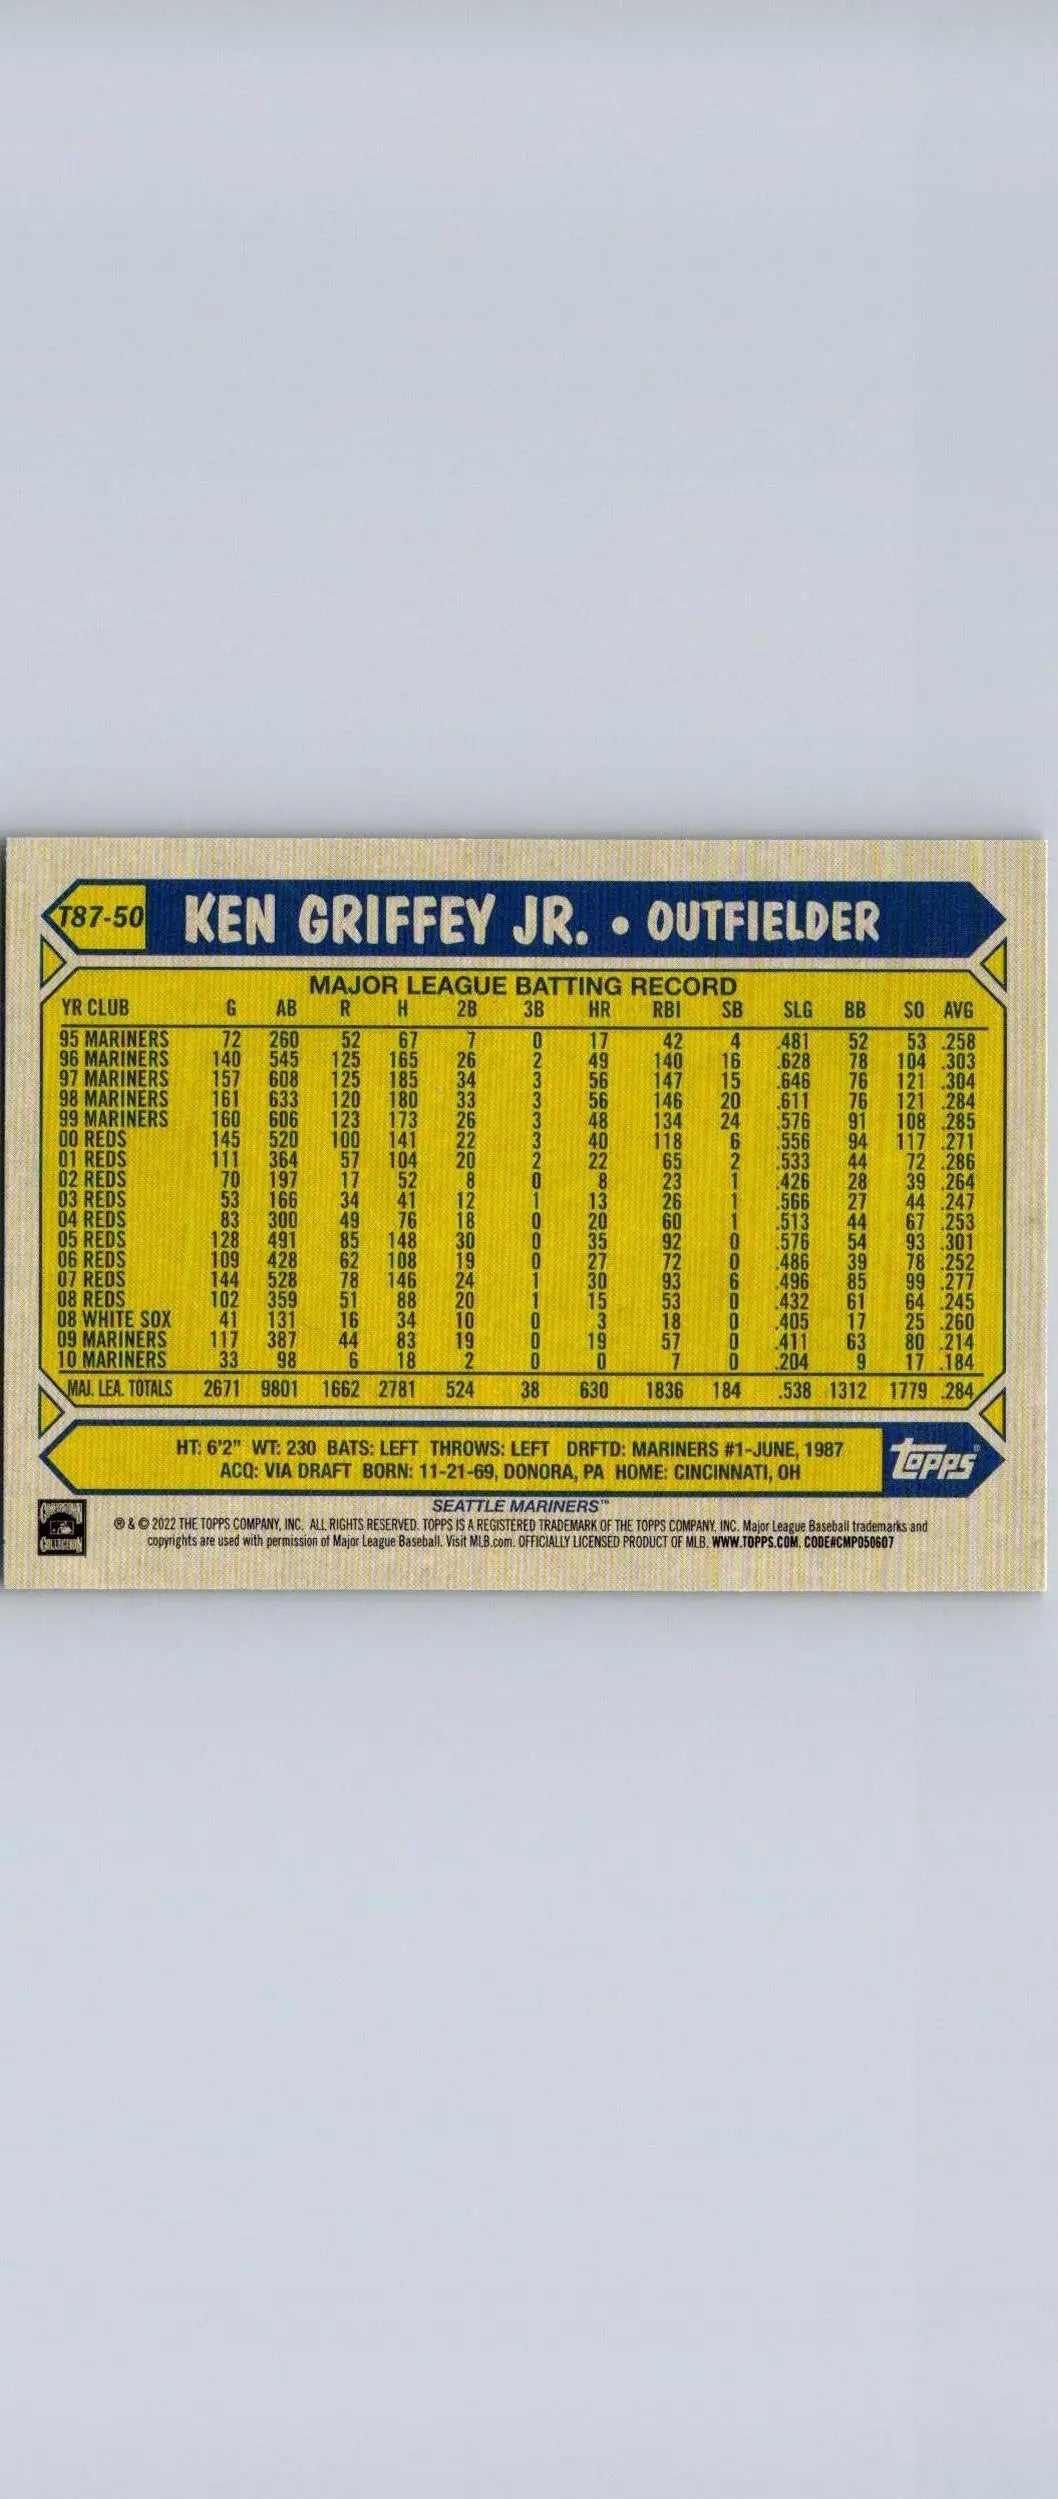 T87-50 KEN GRIFFEY JR. • OUTFIELDER
MAJOR LEAGUE BATTING RECORD
YR CLUB G AB R H 2B 3B HR RBI SB SLG BB SO AVG
95 MARINERS 72 260 52 67 7 0 17 42 4 .481 52 53 .258
96 MARINERS 140 545 125 165 26 2 49 140 16 .628 78 104 .303
97 MARINERS 157 608 125 185 34 3 56 147 15 .646 76 121 .304
98 MARINERS 161 633 120 180 33 3 56 146 20 .611 76 121 .284
99 MARINERS 160 606 123 173 26 3 48 134 24 .576 91 108 .285
00 REDS 145 520 100 141 22 3 40 118 6 .556 94 117 .271
01 REDS 111 364 57 104 20 2 22 65 2 .533 44 72 .286
02 REDS 70 197 17 52 8 0 8 23 1 .426 28 39 .264
03 REDS 53 166 34 41 12 1 13 26 1 .566 27 44 .247
04 REDS 83 300 49 76 18 0 20 60 1 .513 44 67 .253
05 REDS 128 491 85 148 30 0 35 92 0 .576 54 93 .301
06 REDS 109 428 62 108 19 0 27 72 0 .486 39 78 .252
07 REDS 144 528 78 146 24 1 30 93 6 .496 85 99 .277
08 REDS 102 359 51 88 20 1 15 53 0 .432 61 64 .245
08 WHITE SOX 41 131 16 34 10 0 3 18 0 .405 17 25 .260
09 MARINERS 117 387 44 83 19 0 19 57 0 .411 63 80 .214
10 MARINERS 33 98 6 18 2 0 0 7 0 .204 9 17 .184
MAJ. LEA. TOTALS 2671 9801 1662 2781 524 38 630 1836 184 .538 1312 1779 .284
HT: 6'2" WT: 230 BATS: LEFT THROWS: LEFT DRFTD: MARINERS #1-JUNE, 1987
ACQ: VIA DRAFT BORN: 11-21-69, DONORA, PA HOME: CINCINNATI, OH
topps®
SEATTLE MARINERS™
COOPERSTOWN
COLLECTION
® & © 2022 THE TOPPS COMPANY, INC. ALL RIGHTS RESERVED. TOPPS IS A REGISTERED TRADEMARK OF THE TOPPS COMPANY, INC. Major League Baseball trademarks and
copyrights are used with permission of Major League Baseball. Visit MLB.com. OFFICIALLY LICENSED PRODUCT OF MLB. WWW.TOPPS.COM. CODE#CMP050607